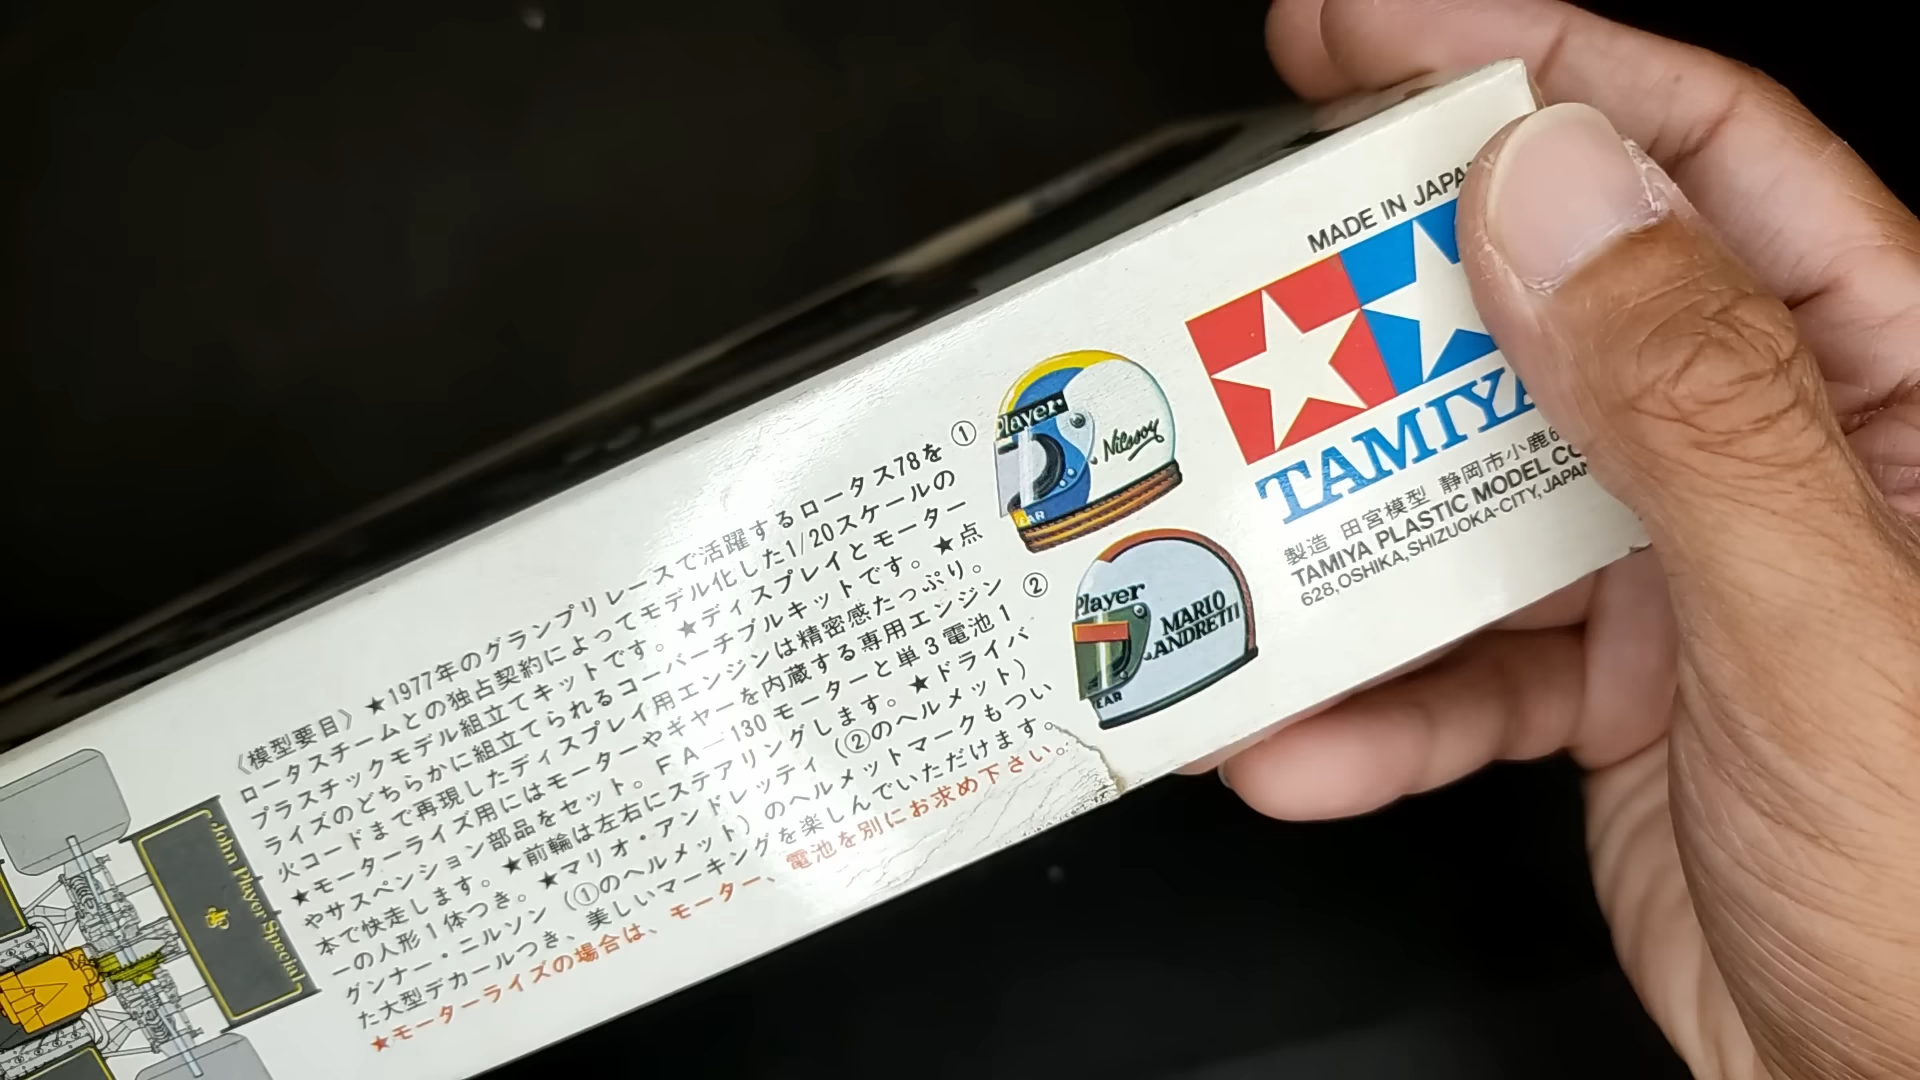 《模型要目》★1977年のグランプリレースで活躍するロータス78を
ロータスチームとの独占契約によってモデル化した1/20スケールの
プラスチックモデル組立てキットです。★ディスプレイとモーター
ライズのどちらかに組立てられるコーバーチブルキットです。★点
火コードまで再現したディスプレイ用エンジンは精密感たっぷり。
★モーターライズ用にはモーターやギヤーを内蔵する専用エンジン
やサスペンション部品をセット。FA—130モーターと単3電池1
本で快走します。★前輪は左右にステアリングします。★ドライバ
ーの人形1体つき。★マリオ・アンドレッティ(②のヘルメット)
グンナー・ニルソン(①のヘルメット)のヘルメットマークもつい
た大型デカールつき、美しいマーキングを楽しんでいただけます。
★モーターライズの場合は、モーター、電池を別にお求め下さい。
①
Player
Nilsson
EAR
②
Player
MARIO
ANDRETTI
EAR
MADE IN JAPA
TAMIYA
製造 田宮模型 静岡市小鹿6
TAMIYA PLASTIC MODEL CO
628,OSHIKA,SHIZUOKA-CITY,JAPAN
John Player Special